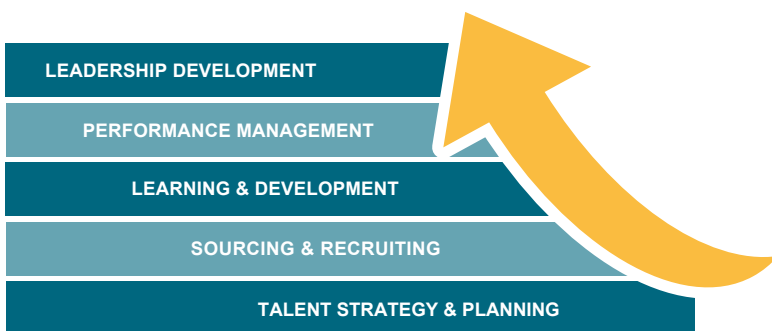 LEADERSHIP DEVELOPMENT
PERFORMANCE MANAGEMENT
LEARNING & DEVELOPMENT
SOURCING & RECRUITING
TALENT STRATEGY & PLANNING